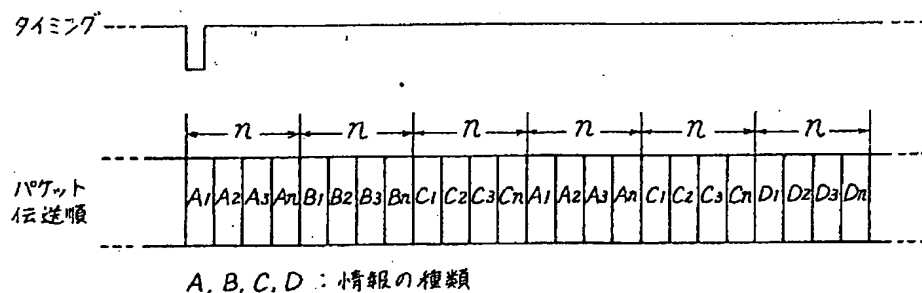 タイミング
n n n n n n
パケット
伝送順
A1 A2 A3 An B1 B2 B3 Bn C1 C2 C3 Cn A1 A2 A3 An C1 C2 C3 Cn D1 D2 D3 Dn
A, B, C, D : 情報の種類